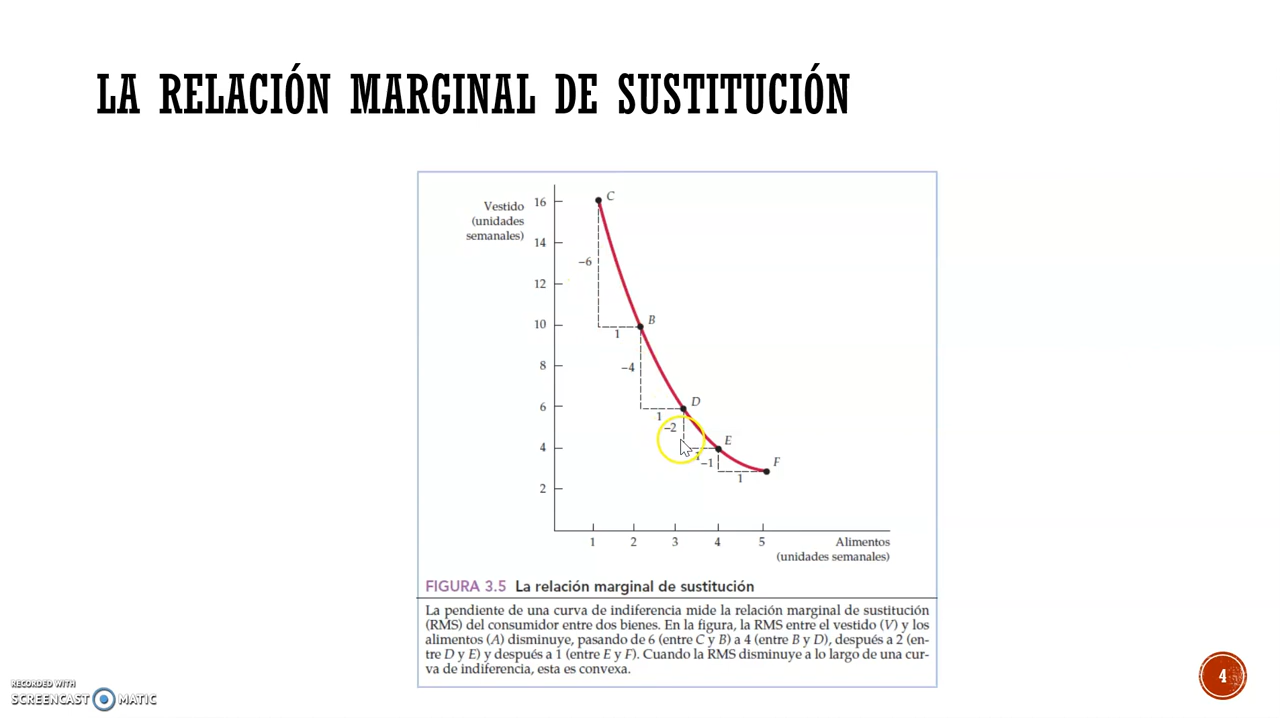 LA RELACIÓN MARGINAL DE SUSTITUCIÓN
Vestido
(unidades
semanales)
16
14
12
10
8
6
4
2
C
−6
1
B
−4
1
D
−2
1
E
−1
1
F
1
2
3
4
5
Alimentos
(unidades semanales)
FIGURA 3.5 La relación marginal de sustitución
La pendiente de una curva de indiferencia mide la relación marginal de sustitución
(RMS) del consumidor entre dos bienes. En la figura, la RMS entre el vestido (V) y los
alimentos (A) disminuye, pasando de 6 (entre C y B) a 4 (entre B y D), después a 2 (en-
tre D y E) y después a 1 (entre E y F). Cuando la RMS disminuye a lo largo de una cur-
va de indiferencia, esta es convexa.
4
RECORDED WITH
SCREENCAST MATIC